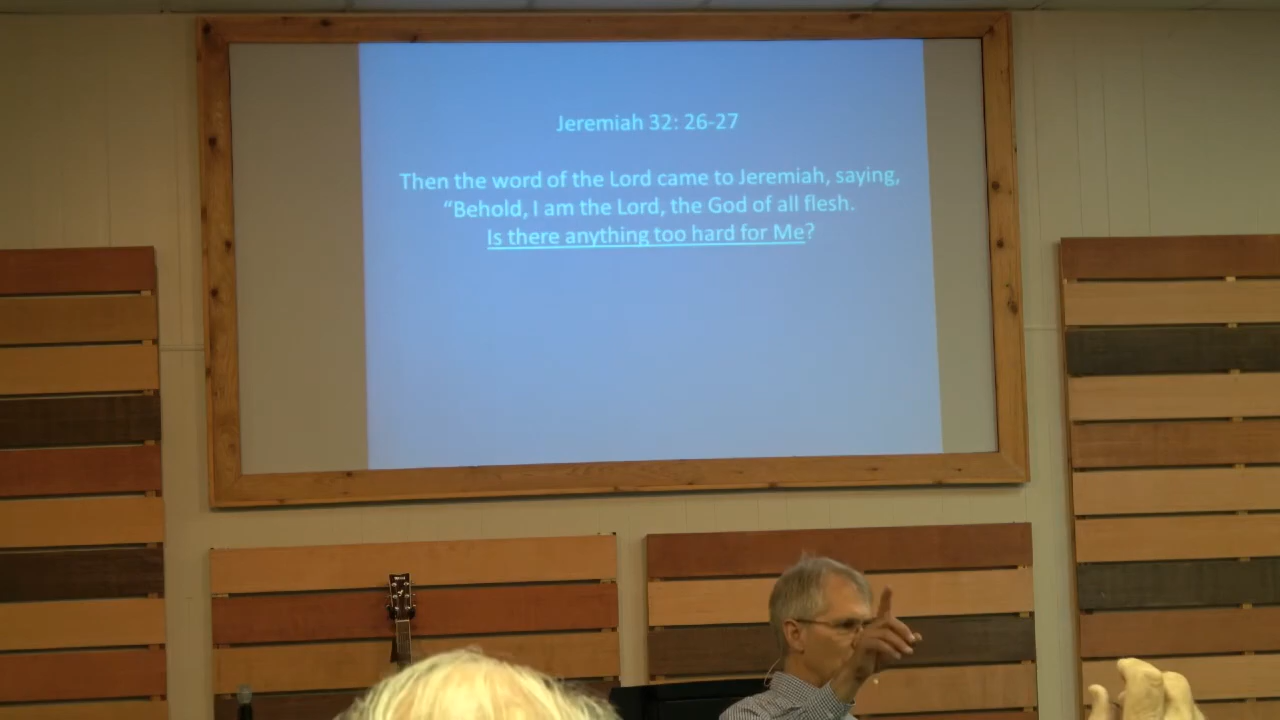 Jeremiah 32: 26-27
Then the word of the Lord came to Jeremiah, saying,
“Behold, I am the Lord, the God of all flesh.
Is there anything too hard for Me?